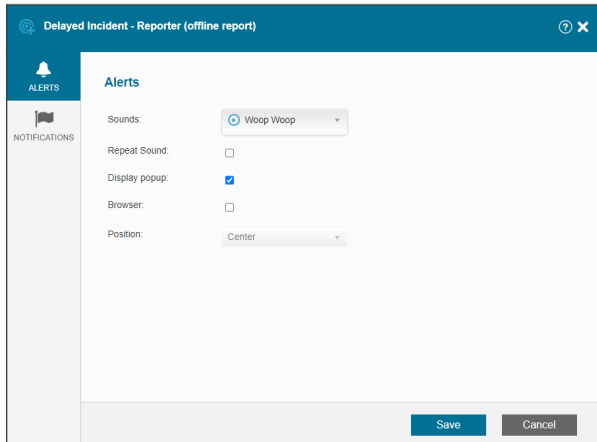 Delayed Incident - Reporter (offline report)
ALERTS
NOTIFICATIONS
Alerts
Sounds: Woop Woop
Repeat Sound:
Display popup:
Browser:
Position: Center
Save Cancel